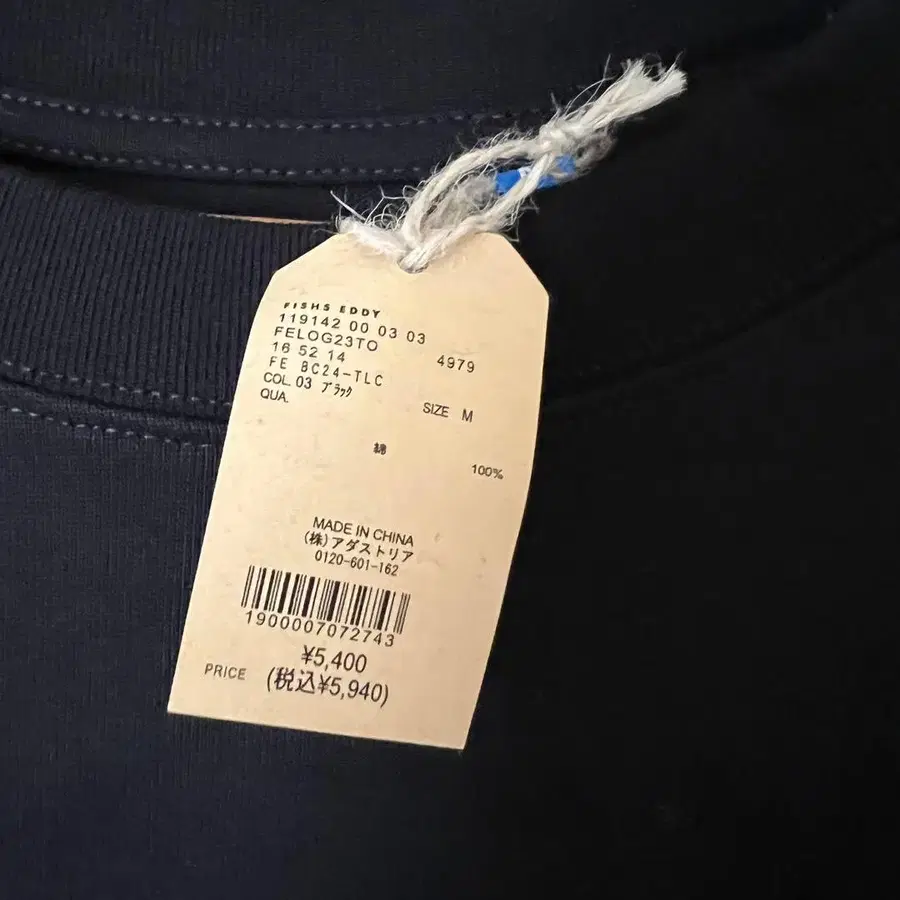 FISHS EDDY
119142 00 03 03
FELOG23TO 4979
16 52 14
FE BC24-TLC
COL. 03 ブラック
QUA. SIZE M
綿 100%
MADE IN CHINA
(株)アダストリア
0120-601-162
1900007072743
¥5,400
PRICE (税込¥5,940)